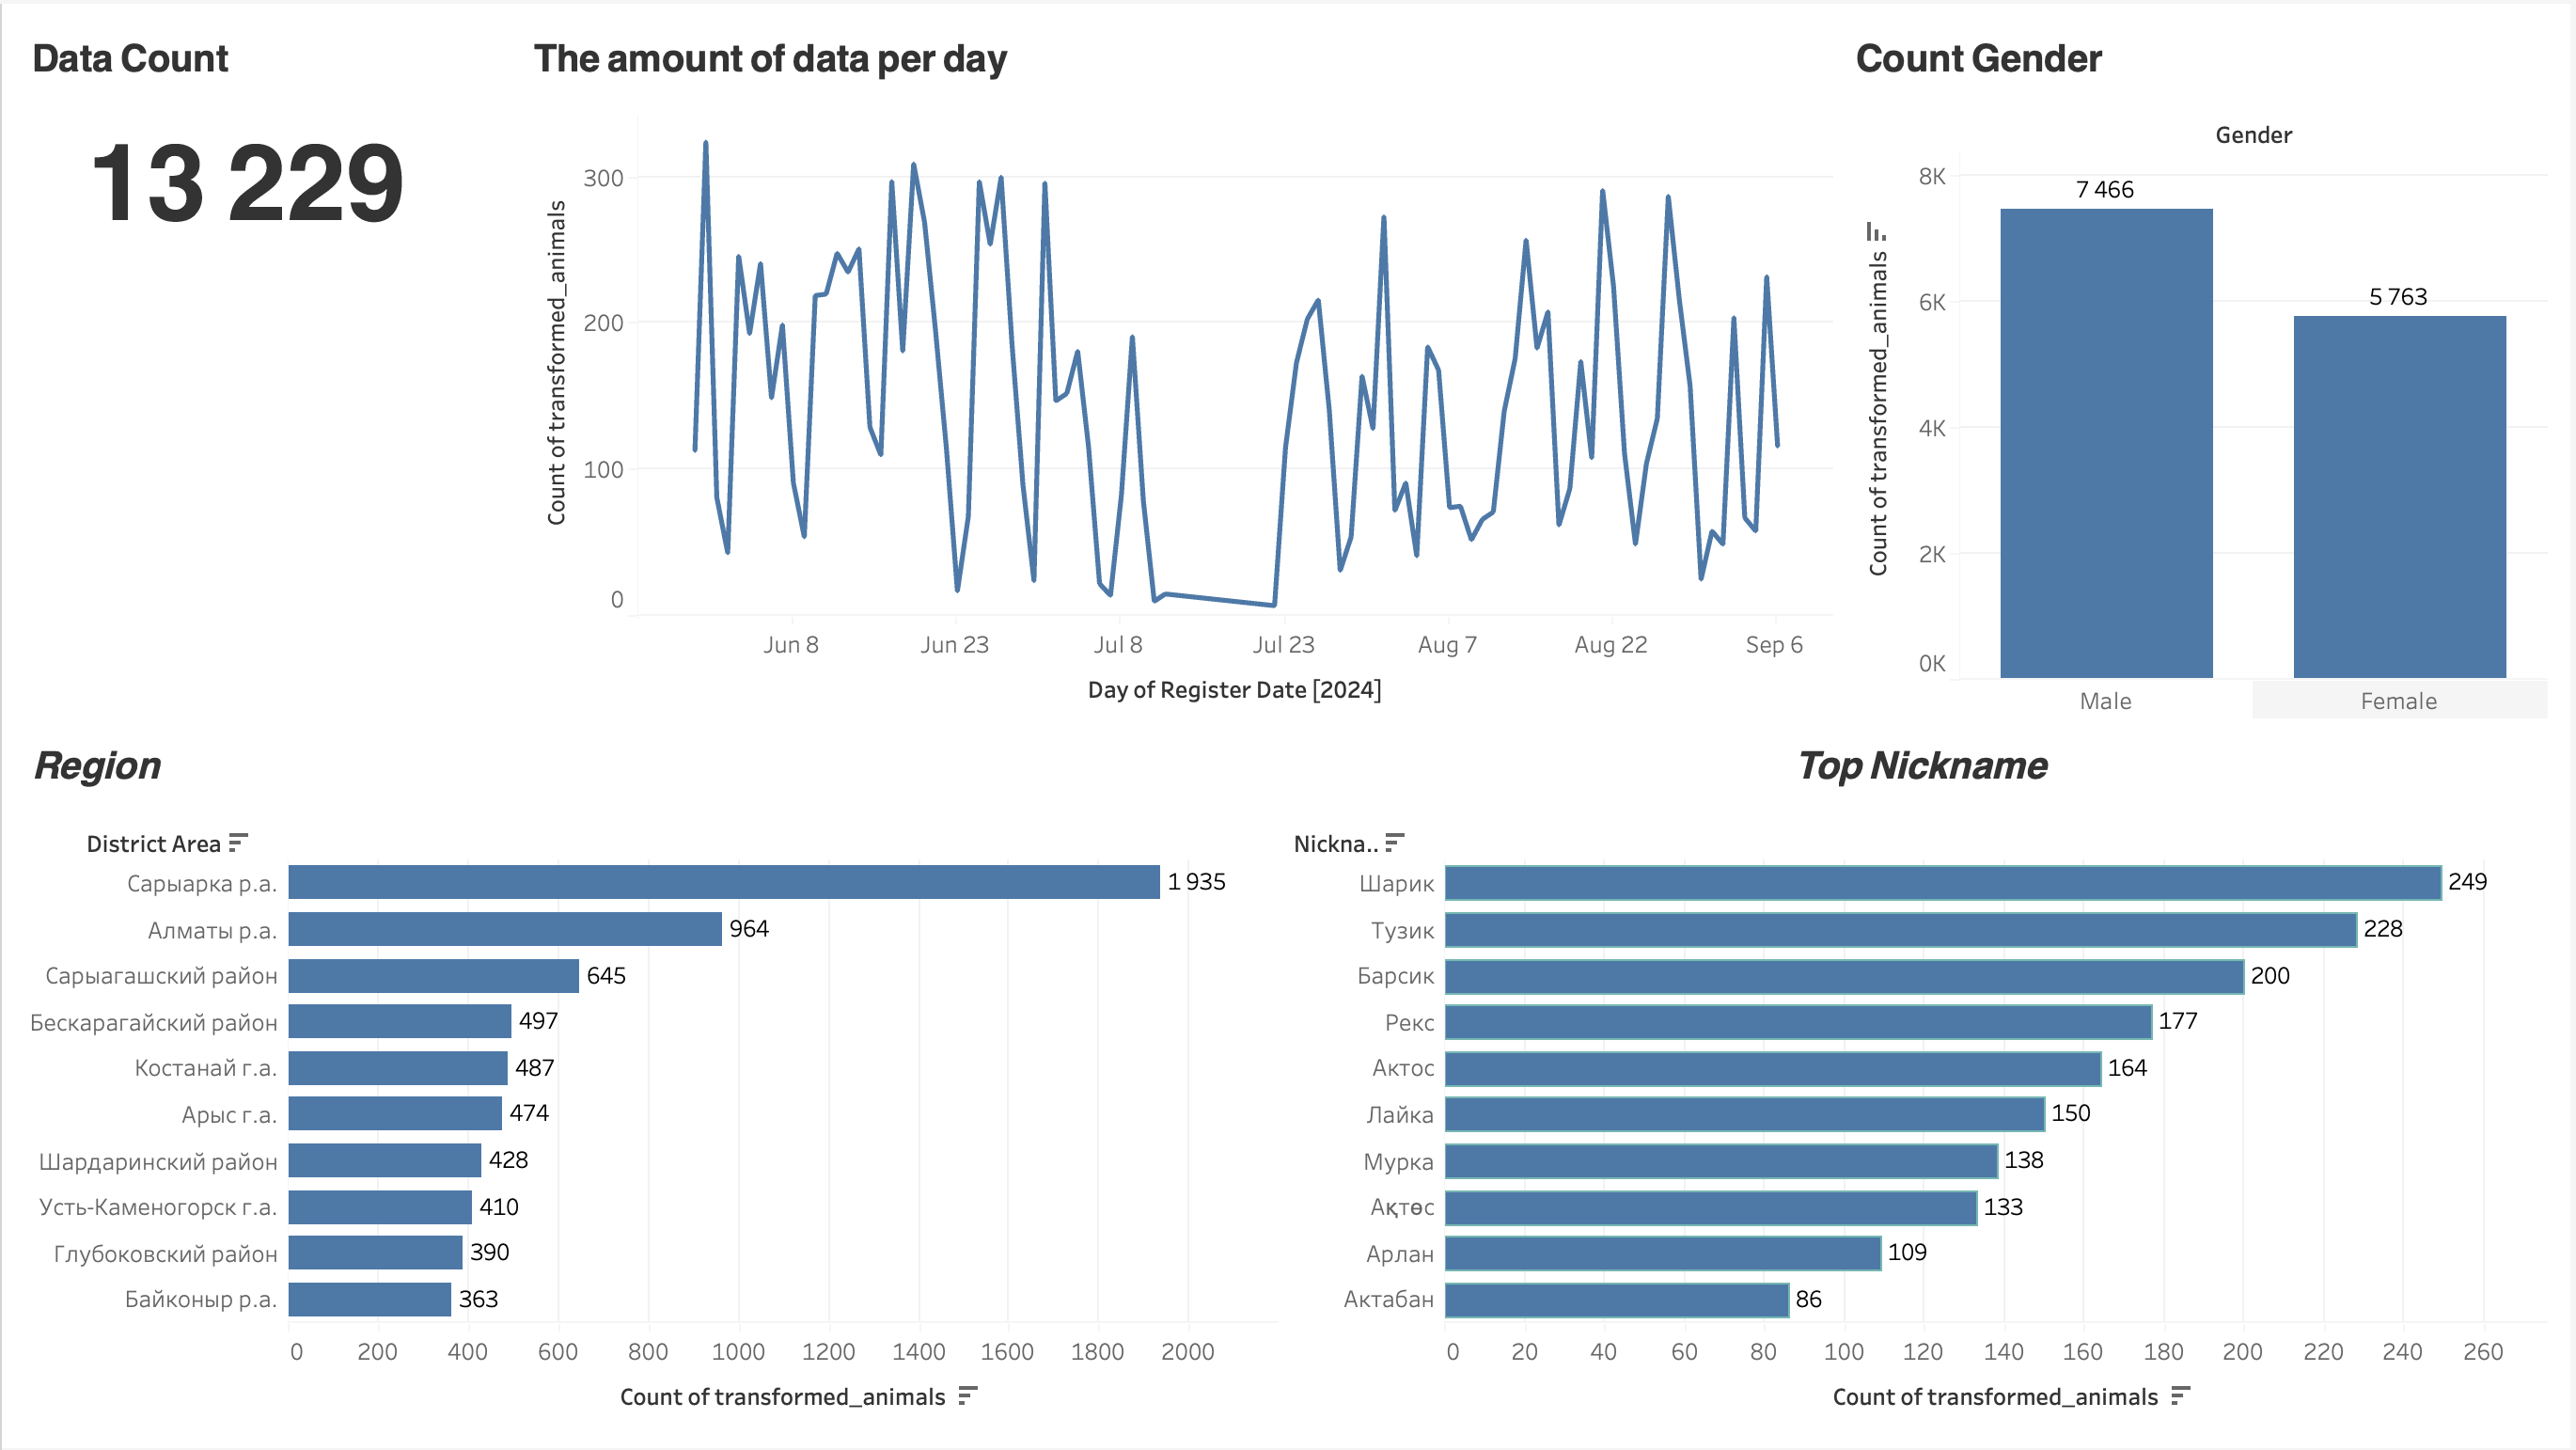 Data Count
13 229
The amount of data per day
Count of transformed_animals
300
200
100
0
Jun 8 Jun 23 Jul 8 Jul 23 Aug 7 Aug 22 Sep 6
Day of Register Date [2024]
Count Gender
Gender
Count of transformed_animals
8K
6K
4K
2K
0K
7 466
5 763
Male Female
Region
District Area
Сарыарка р.а. 1 935
Алматы р.а. 964
Сарыагашский район 645
Бескарагайский район 497
Костанай г.а. 487
Арыс г.а. 474
Шардаринский район 428
Усть-Каменогорск г.а. 410
Глубоковский район 390
Байконыр р.а. 363
0 200 400 600 800 1000 1200 1400 1600 1800 2000
Count of transformed_animals
Top Nickname
Nickna..
Шарик 249
Тузик 228
Барсик 200
Рекс 177
Актос 164
Лайка 150
Мурка 138
Ақтөс 133
Арлан 109
Актабан 86
0 20 40 60 80 100 120 140 160 180 200 220 240 260
Count of transformed_animals